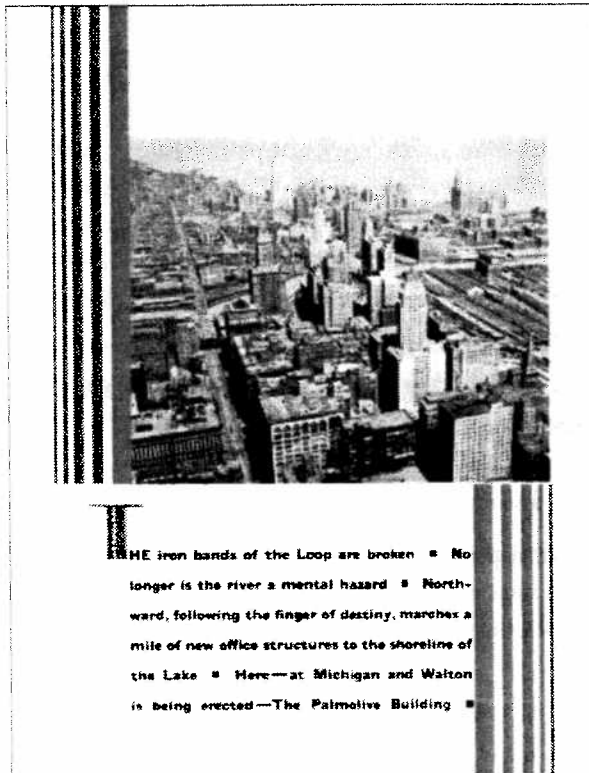 THE iron bands of the Loop are broken ▪ No
longer is the river a mental hazard ▪ North-
ward, following the finger of destiny, marches a
mile of new office structures to the shoreline of
the Lake ▪ Here—at Michigan and Walton
is being erected—The Palmolive Building ▪